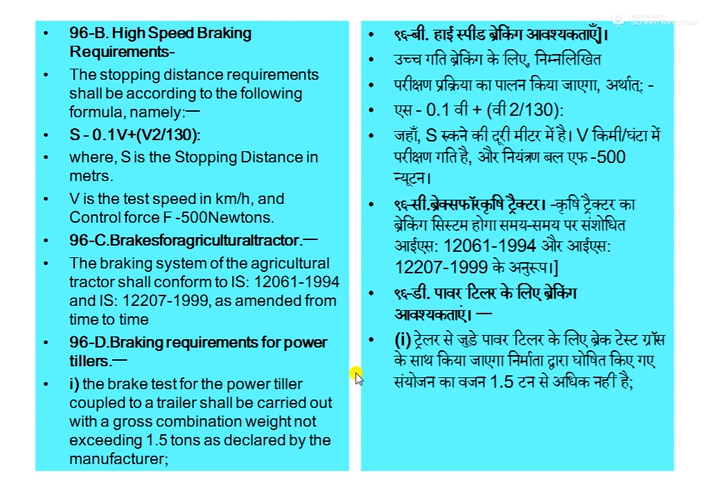 • 96-B. High Speed Braking
Requirements-
• The stopping distance requirements
shall be according to the following
formula, namely:—
• S - 0.1V+(V2/130):
• where, S is the Stopping Distance in
metrs.
• V is the test speed in km/h, and
Control force F -500Newtons.
• 96-C.Brakesforagriculturaltractor.—
• The braking system of the agricultural
tractor shall conform to IS: 12061-1994
and IS: 12207-1999, as amended from
time to time
• 96-D.Braking requirements for power
tillers.—
• i) the brake test for the power tiller
coupled to a trailer shall be carried out
with a gross combination weight not
exceeding 1.5 tons as declared by the
manufacturer;
• ९६-बी. हाई स्पीड ब्रेकिंग आवश्यकताएँ]।
• उच्च गति ब्रेकिंग के लिए, निम्नलिखित
• परीक्षण प्रक्रिया का पालन किया जाएगा, अर्थात्: -
• एस - 0.1 वी + (वी 2/130):
• जहाँ, S रुकने की दूरी मीटर में है। V किमी/घंटा में
परीक्षण गति है, और नियंत्रण बल एफ -500
न्यूटन।
• ९६-सी.ब्रेक्सफॉरकृषि ट्रैक्टर। -कृषि ट्रैक्टर का
ब्रेकिंग सिस्टम होगा समय-समय पर संशोधित
आईएस: 12061-1994 और आईएस:
12207-1999 के अनुरूप।]
• ९६-डी. पावर टिलर के लिए ब्रेकिंग
आवश्यकताएं। —
• (i) ट्रेलर से जुड़े पावर टिलर के लिए ब्रेक टेस्ट ग्रॉस
के साथ किया जाएगा निर्माता द्वारा घोषित किए गए
संयोजन का वजन 1.5 टन से अधिक नहीं है;